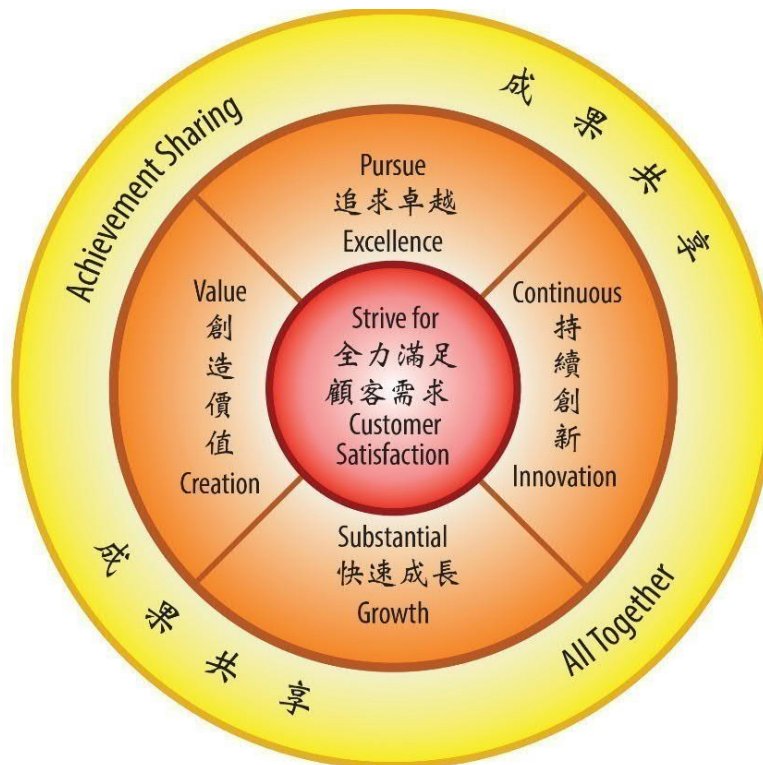 Achievement Sharing
成果共享
Pursue
追求卓越
Excellence
Value
創造價值
Creation
Strive for
全力滿足
顧客需求
Customer
Satisfaction
Continuous
持續創新
Innovation
Substantial
快速成長
Growth
成果共享
All Together